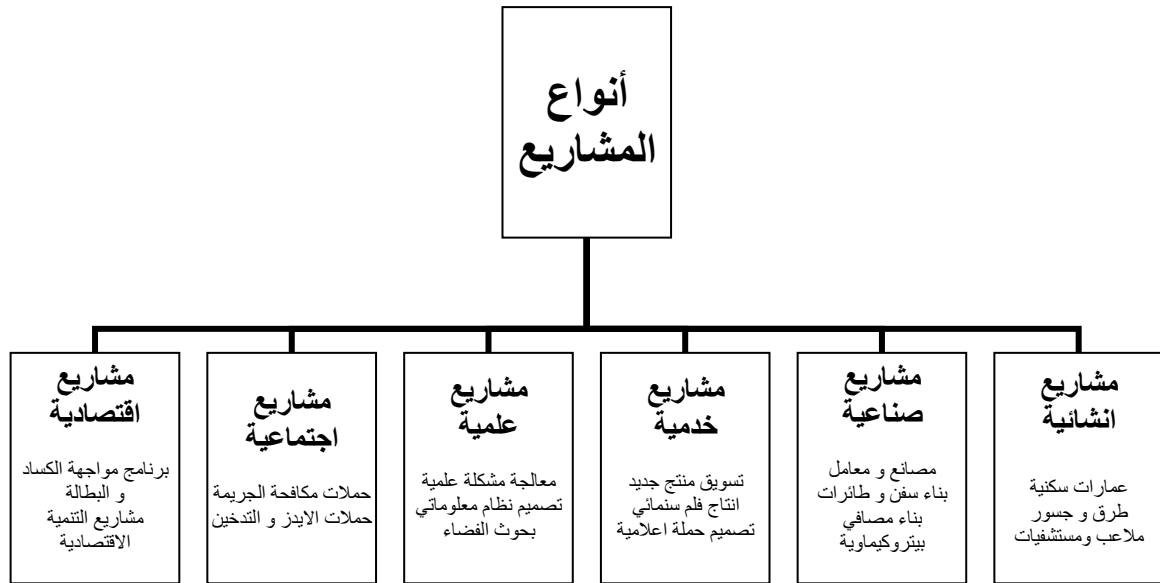 أنواع
المشاريع
مشاريع
انشائية
عمارات سكنية
طرق و جسور
ملاعب ومستشفيات
مشاريع
صناعية
مصانع و معامل
بناء سفن و طائرات
بناء مصافي
بيتروكيماوية
مشاريع
خدمية
تسويق منتج جديد
انتاج فلم سنمائي
تصميم حملة اعلامية
مشاريع
علمية
معالجة مشكلة علمية
تصميم نظام معلوماتي
بحوث الفضاء
مشاريع
اجتماعية
حملات مكافحة الجريمة
حملات الايدز و التدخين
مشاريع
اقتصادية
برنامج مواجهة الكساد
و البطالة
مشاريع التنمية
الاقتصادية